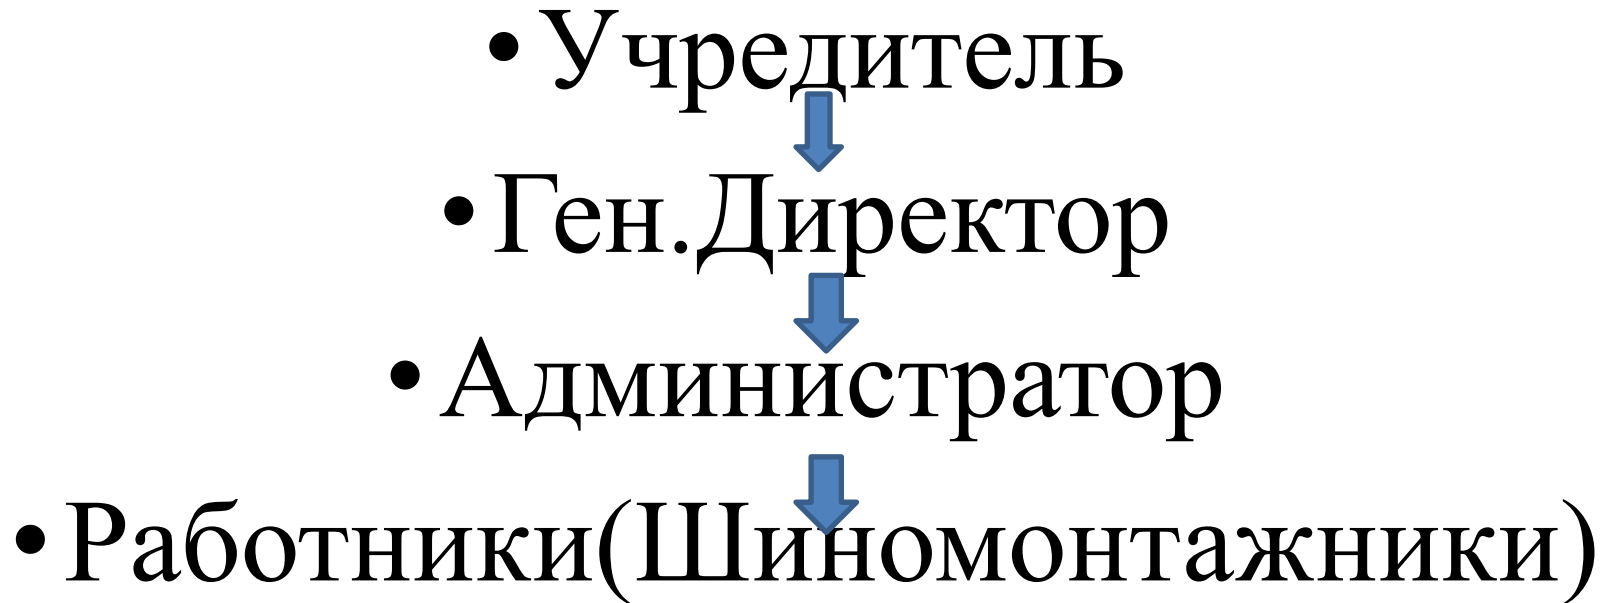 • Учредитель
• Ген.Директор
• Администратор
• Работники(Шиномонтажники)